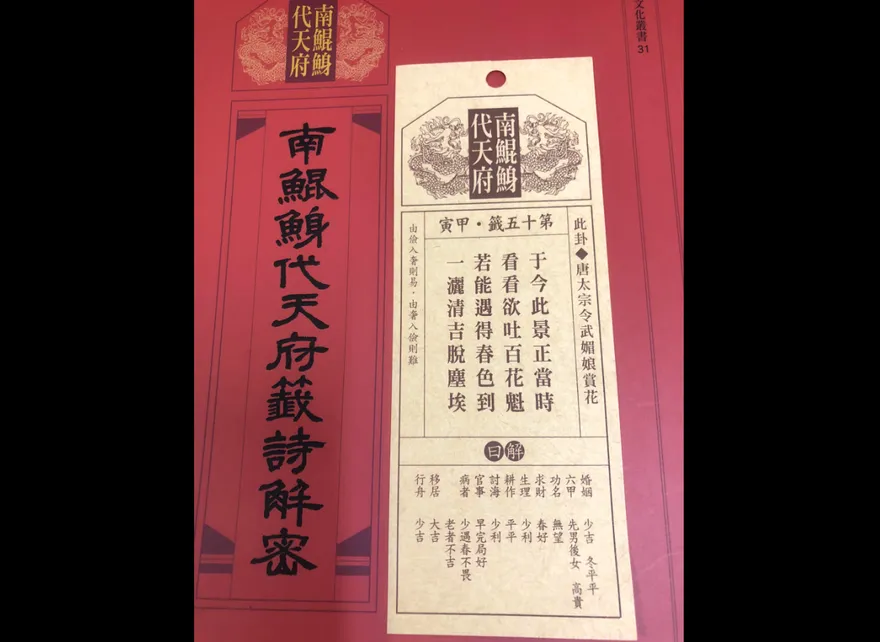 文化叢書 31
南鯤鯓
代天府
南鯤鯓代天府籤詩解密
南鯤鯓
代天府
第十五籤・甲寅
此卦◆唐太宗令武媚娘賞花
于今此景正當時
看看欲吐百花魁
若能遇得春色到
一灑清吉脫塵埃
由儉入奢則易・由奢入儉則難
解曰
婚姻 少吉 冬平平
六甲 先男後女 高貴
功名 無望
求財 春好
生理 少利
耕作 平平
討海 少利
官事 早完局好
病者 少過春不畏
老者不吉
移居 大吉
行舟 少吉